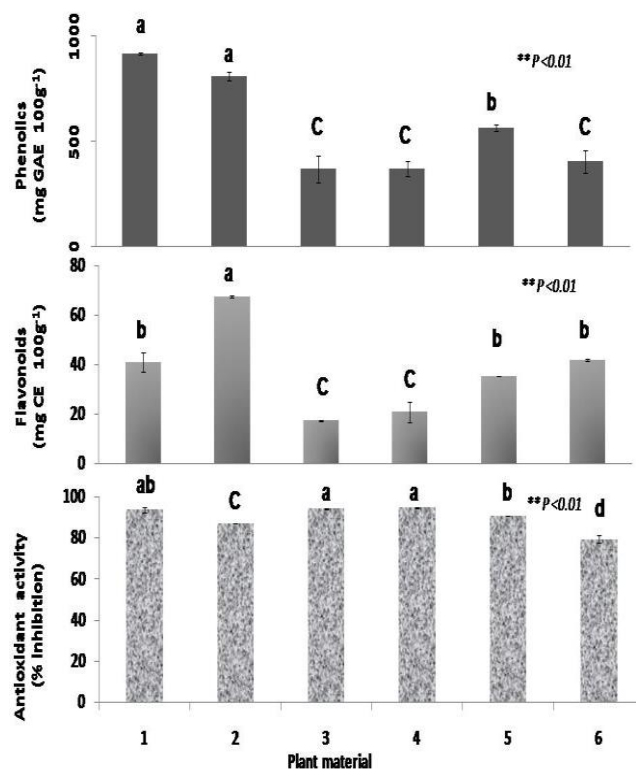 1000
500
0
Phenolics
(mg GAE 100g⁻¹)
a
a
C
C
b
C
**P<0.01
80
60
40
20
0
Flavonoids
(mg CE 100g⁻¹)
b
a
C
C
b
b
**P<0.01
100
80
60
40
20
0
Antioxidant activity
(% inhibition)
ab
C
a
a
b
d
**P<0.01
1 2 3 4 5 6
Plant material